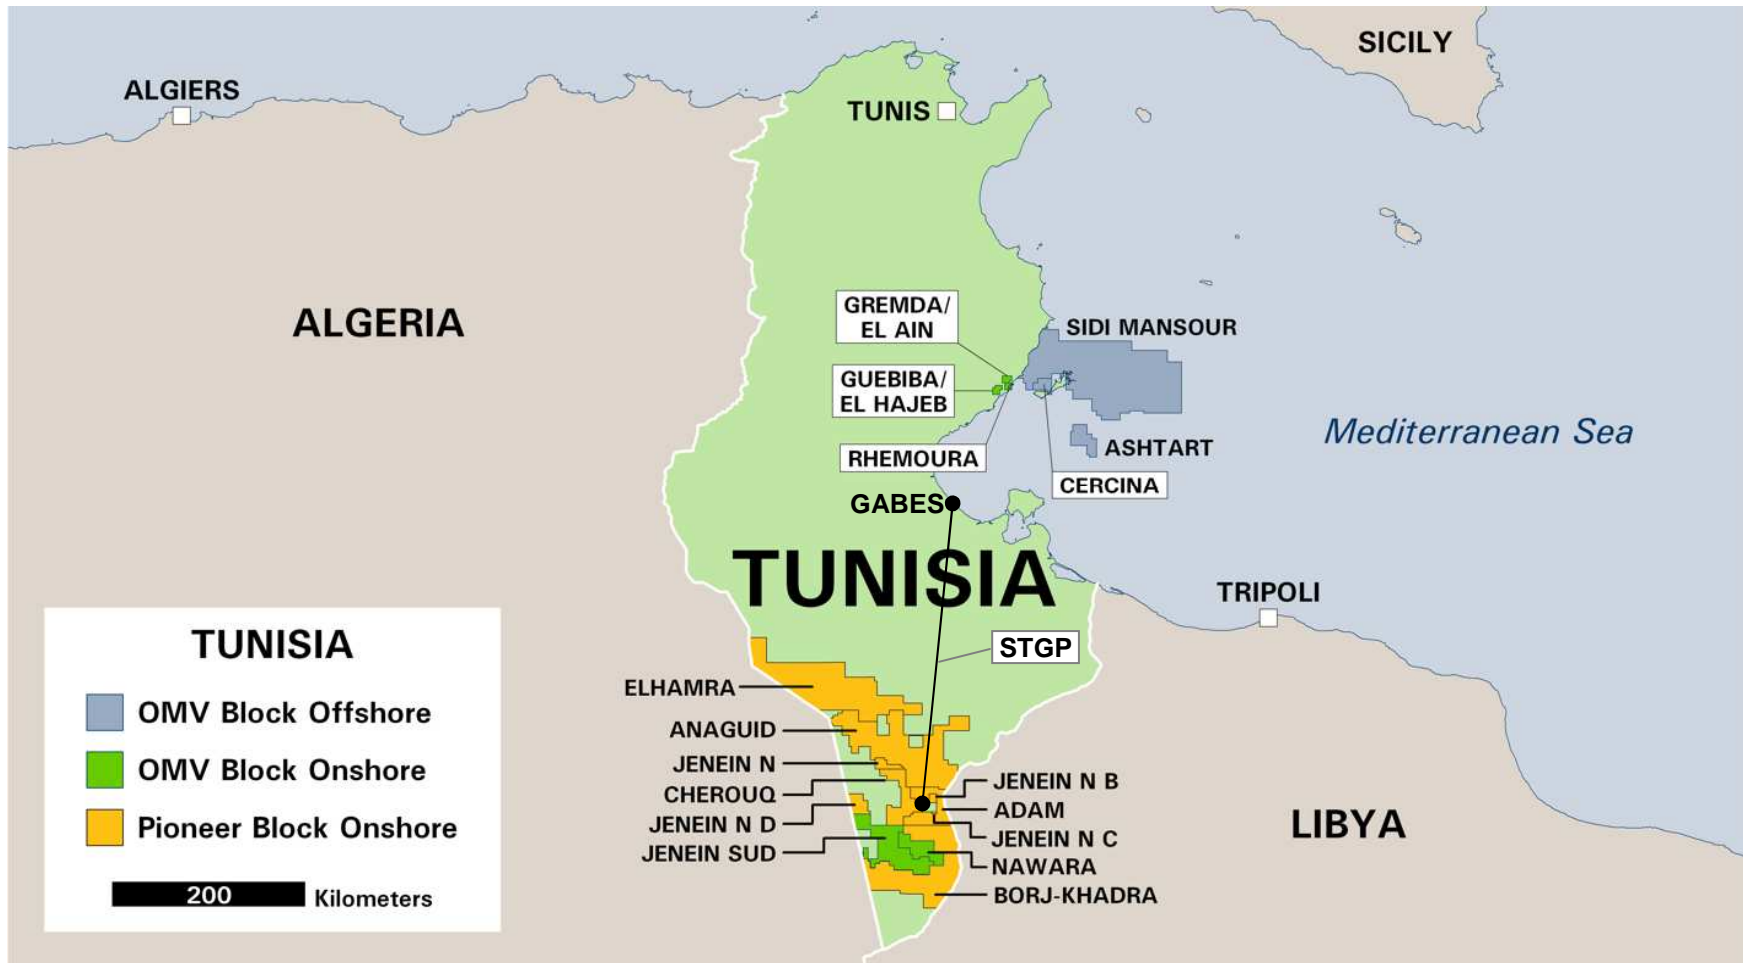 SICILY
ALGIERS
TUNIS
ALGERIA
GREMDA/
EL AIN
SIDI MANSOUR
GUEBIBA/
EL HAJEB
Mediterranean Sea
ASHTART
RHEMOURA
CERCINA
GABES
TUNISIA
TRIPOLI
STGP
ELHAMRA
ANAGUID
JENEIN N
CHEROUQ
JENEIN N D
JENEIN SUD
JENEIN N B
ADAM
JENEIN N C
NAWARA
BORJ-KHADRA
LIBYA
TUNISIA
OMV Block Offshore
OMV Block Onshore
Pioneer Block Onshore
200 Kilometers